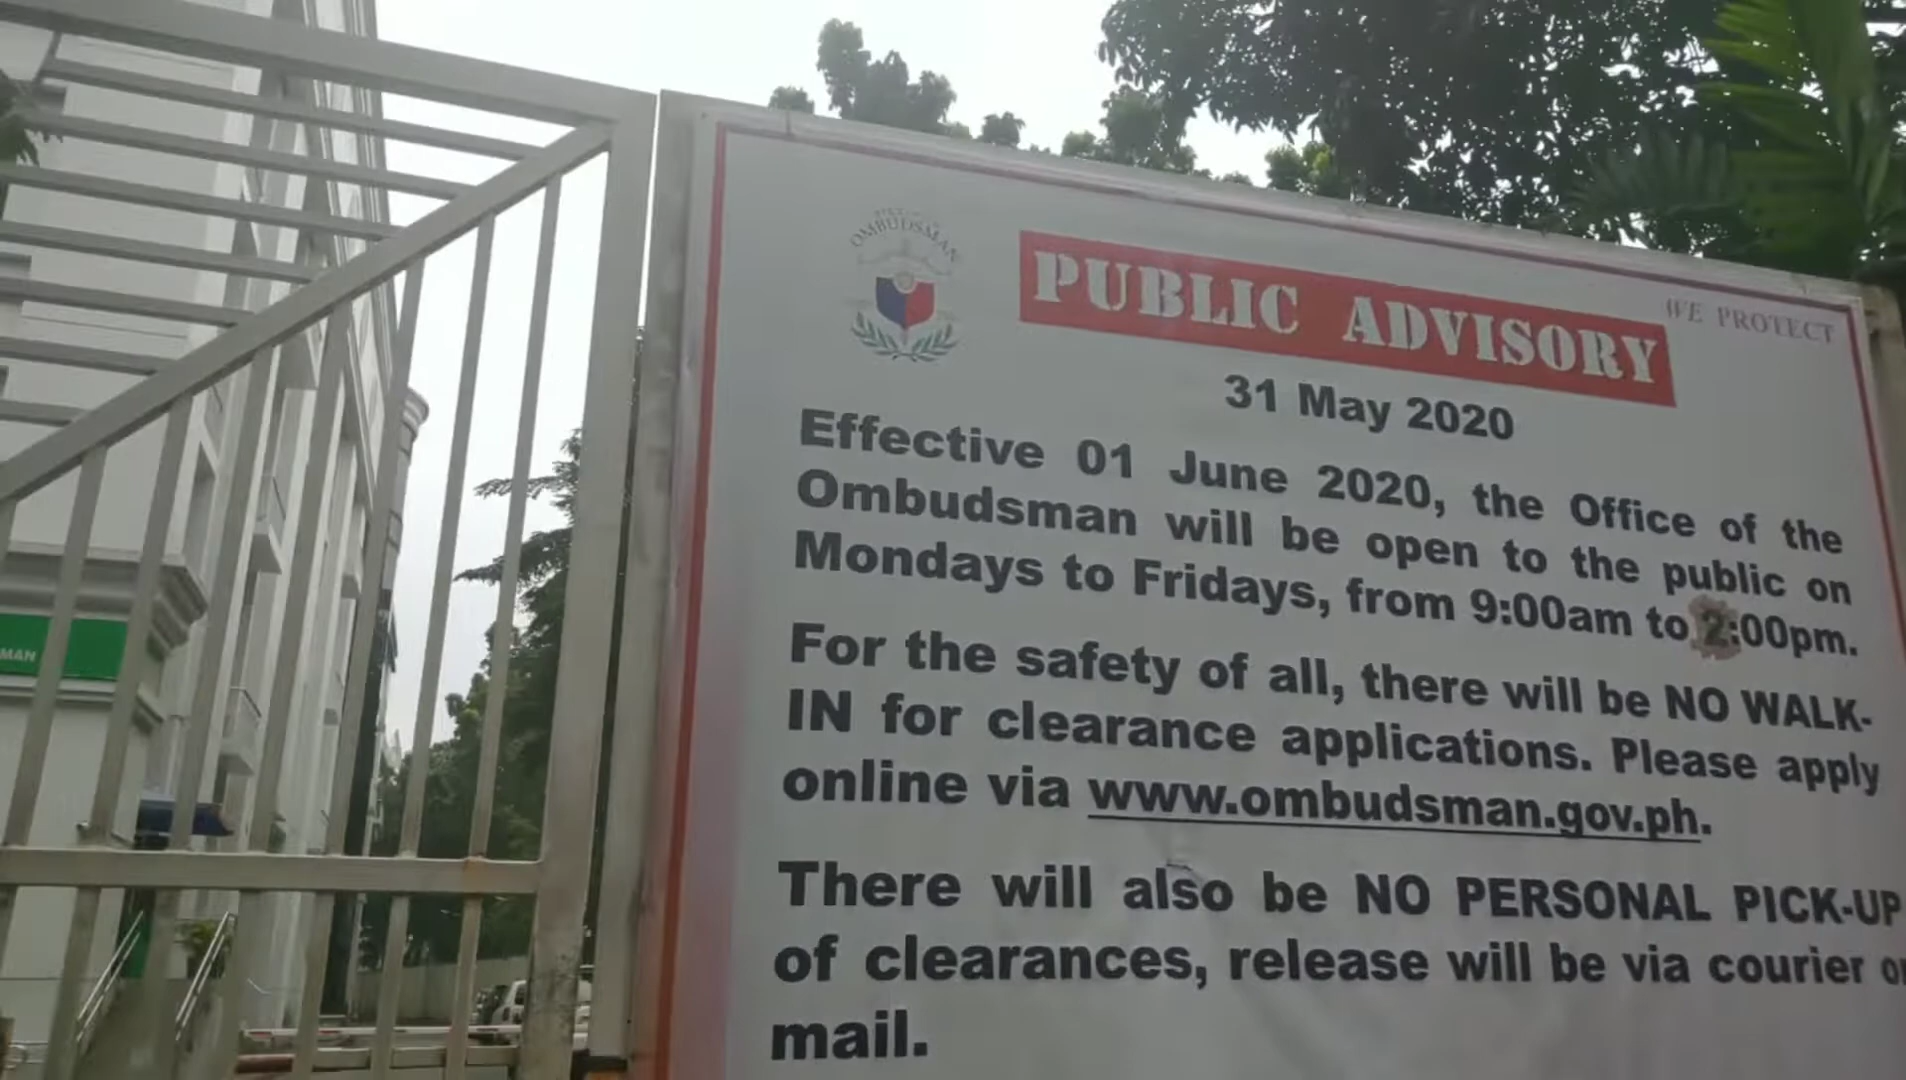 OMBUDSMAN
PUBLIC ADVISORY
WE PROTECT
31 May 2020
Effective 01 June 2020, the Office of the
Ombudsman will be open to the public on
Mondays to Fridays, from 9:00am to 2:00pm.
For the safety of all, there will be NO WALK-
IN for clearance applications. Please apply
online via www.ombudsman.gov.ph.
There will also be NO PERSONAL PICK-UP
of clearances, release will be via courier or
mail.
MAN